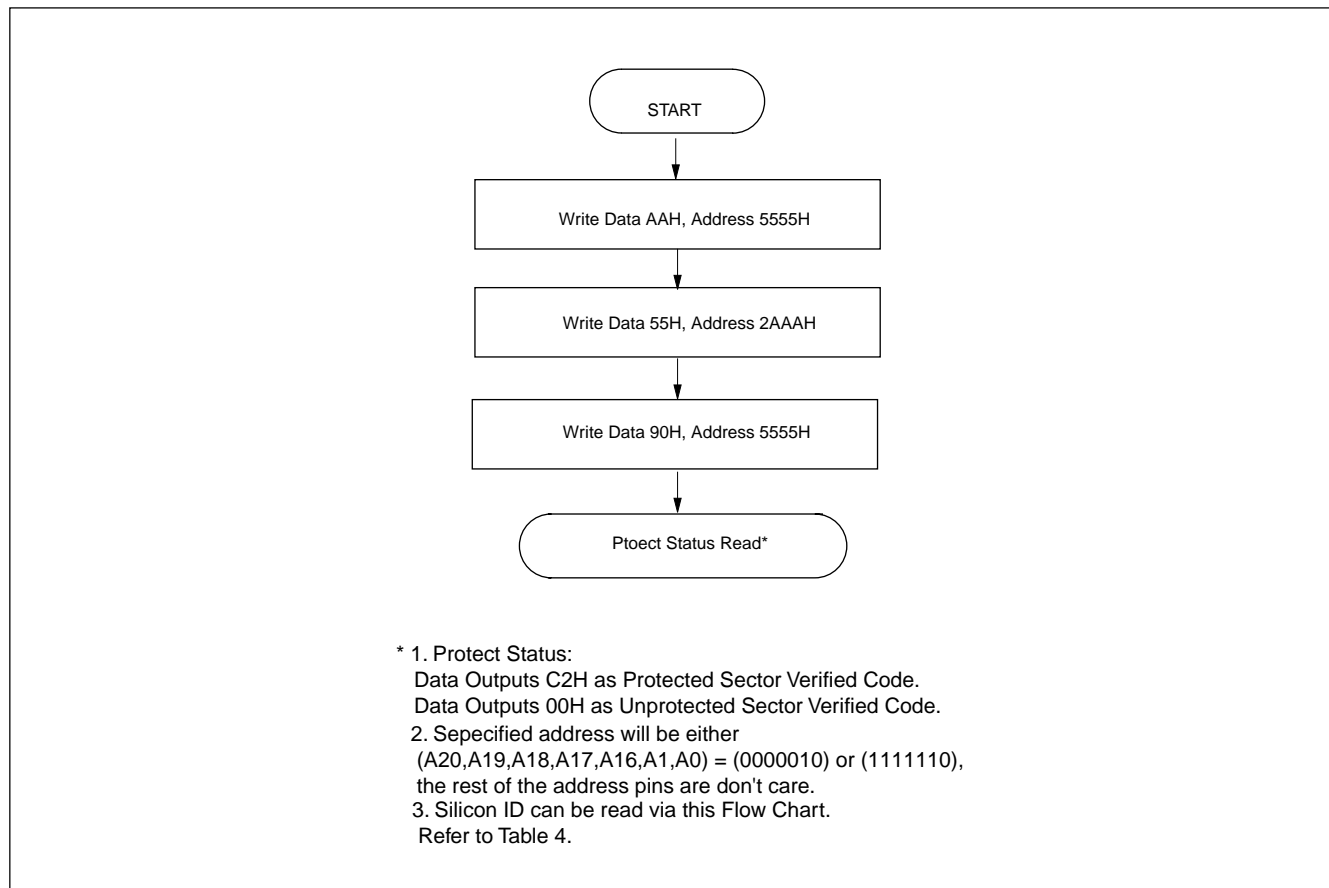 START
Write Data AAH, Address 5555H
Write Data 55H, Address 2AAAH
Write Data 90H, Address 5555H
Ptoect Status Read*
* 1. Protect Status:
Data Outputs C2H as Protected Sector Verified Code.
Data Outputs 00H as Unprotected Sector Verified Code.
2. Sepecified address will be either
(A20,A19,A18,A17,A16,A1,A0) = (0000010) or (1111110),
the rest of the address pins are don't care.
3. Silicon ID can be read via this Flow Chart.
Refer to Table 4.